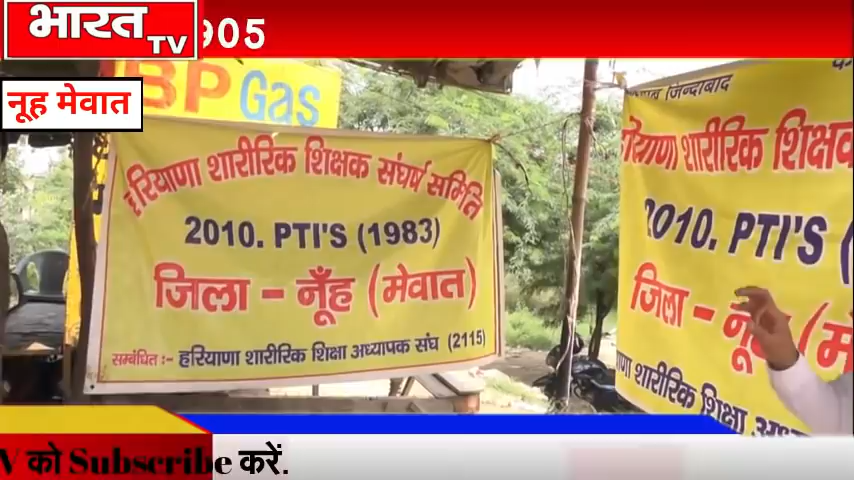 भारत
TV
905
नूह मेवात
BP Gas
हरियाणा शारीरिक शिक्षक संघर्ष समिति
2010. PTI'S (1983)
जिला - नूँह (मेवात)
सम्बंधित :- हरियाणा शारीरिक शिक्षा अध्यापक संघ (2115)
जिन्दाबाद
हरियाणा शारीरिक शिक्षक
2010. PTI'S
जिला - नूँह (मे
शारीरिक शिक्षा
V को Subscribe करें.